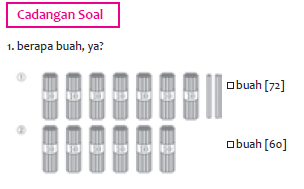 Cadangan Soal
1. berapa buah, ya?
1
buah [72]
2
buah [60]